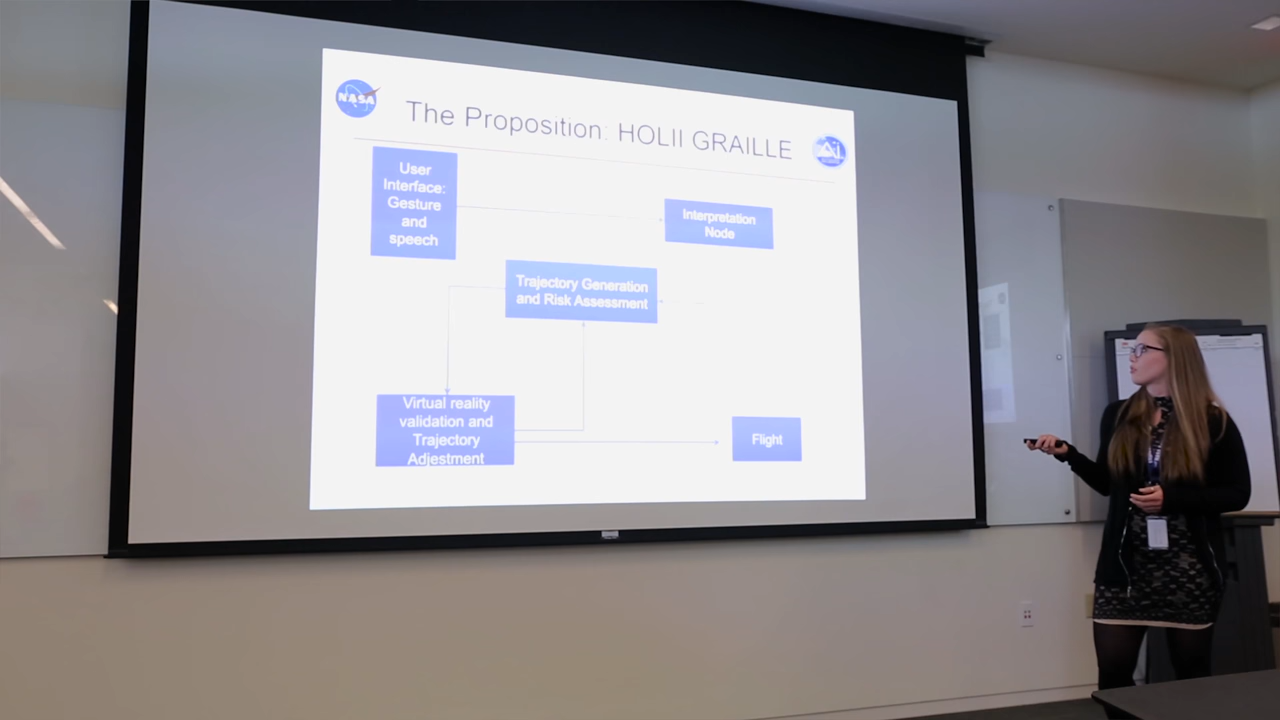 NASA
The Proposition: HOLII GRAILLE
User
Interface:
Gesture
and
speech
Interpretation
Node
Trajectory Generation
and Risk Assessment
Virtual reality
validation and
Trajectory
Adjestment
Flight